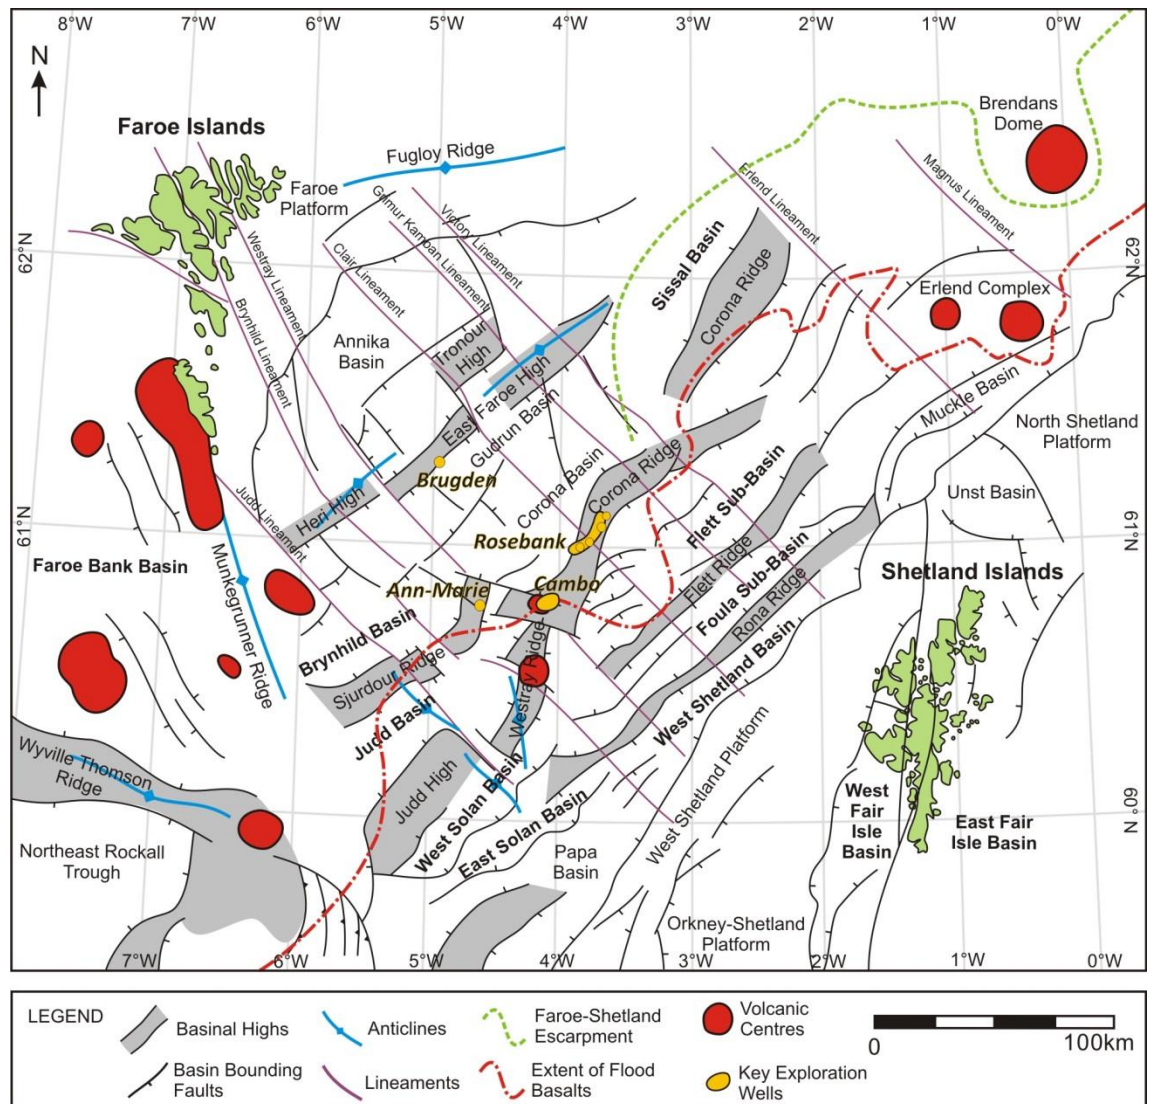 8°W 7°W 6°W 5°W 4°W 3°W 2°W 1°W 0°W
N
Brendans
Dome
Faroe Islands
Fugloy Ridge
Faroe
Platform
Erlend Lineament
Magnus Lineament
Victory Lineament
Grimur Kamban Lineament
Clair Lineament
Westray Lineament
Brynhild Lineament
62°N
62°N
Sissal Basin
Corona Ridge
Erlend Complex
Annika
Basin
Tronour
High
East Faroe High
Gudrun Basin
Muckle Basin
North Shetland
Platform
Brugden
Corona Basin
Corona Ridge
Flett Sub-Basin
Unst Basin
Heri High
Judd Lineament
61°N
61°N
Rosebank
Faroe Bank Basin
Munkegrunner Ridge
Ann-Marie
Cambo
Flett Ridge
Foula Sub-Basin
Rona Ridge
Shetland Islands
Brynhild Basin
Sjurdour Ridge
Westray Ridge
West Shetland Basin
Judd Basin
Wyville Thomson
Ridge
Judd High
West Solan Basin
East Solan Basin
West Shetland Platform
60°N
West
Fair
Isle
Basin
East Fair
Isle Basin
Northeast Rockall
Trough
Papa
Basin
Orkney-Shetland
Platform
7°W 6°W 5°W 4°W 3°W 2°W 1°W 0°W
LEGEND
Basinal Highs
Anticlines
Faroe-Shetland
Escarpment
Volcanic
Centres
0 100km
Basin Bounding
Faults
Lineaments
Extent of Flood
Basalts
Key Exploration
Wells